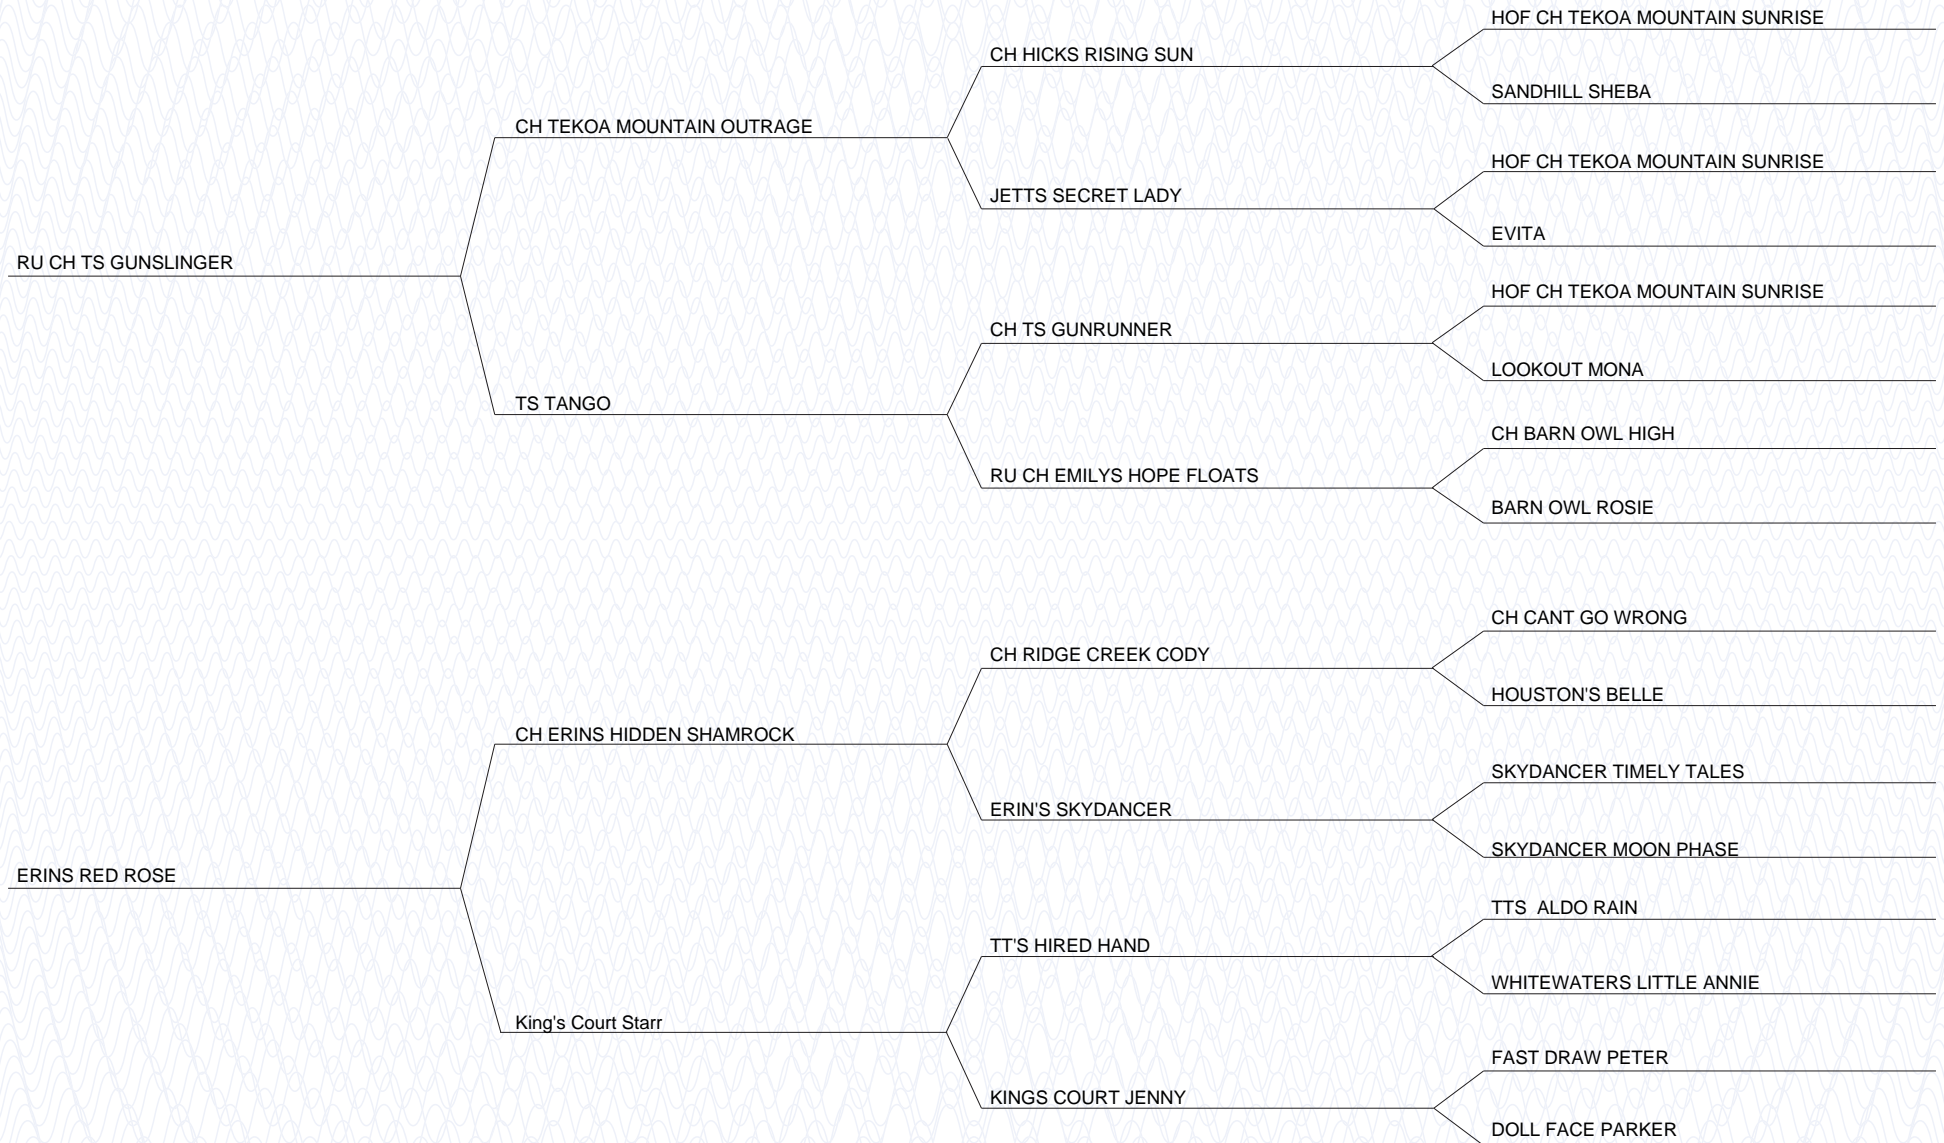 HOF CH TEKOA MOUNTAIN SUNRISE
CH HICKS RISING SUN
SANDHILL SHEBA
CH TEKOA MOUNTAIN OUTRAGE
HOF CH TEKOA MOUNTAIN SUNRISE
JETTS SECRET LADY
EVITA
RU CH TS GUNSLINGER
HOF CH TEKOA MOUNTAIN SUNRISE
CH TS GUNRUNNER
LOOKOUT MONA
TS TANGO
CH BARN OWL HIGH
RU CH EMILYS HOPE FLOATS
BARN OWL ROSIE
CH CANT GO WRONG
CH RIDGE CREEK CODY
HOUSTON'S BELLE
CH ERINS HIDDEN SHAMROCK
SKYDANCER TIMELY TALES
ERIN'S SKYDANCER
SKYDANCER MOON PHASE
ERINS RED ROSE
TTS  ALDO RAIN
TT'S HIRED HAND
WHITEWATERS LITTLE ANNIE
King's Court Starr
FAST DRAW PETER
KINGS COURT JENNY
DOLL FACE PARKER